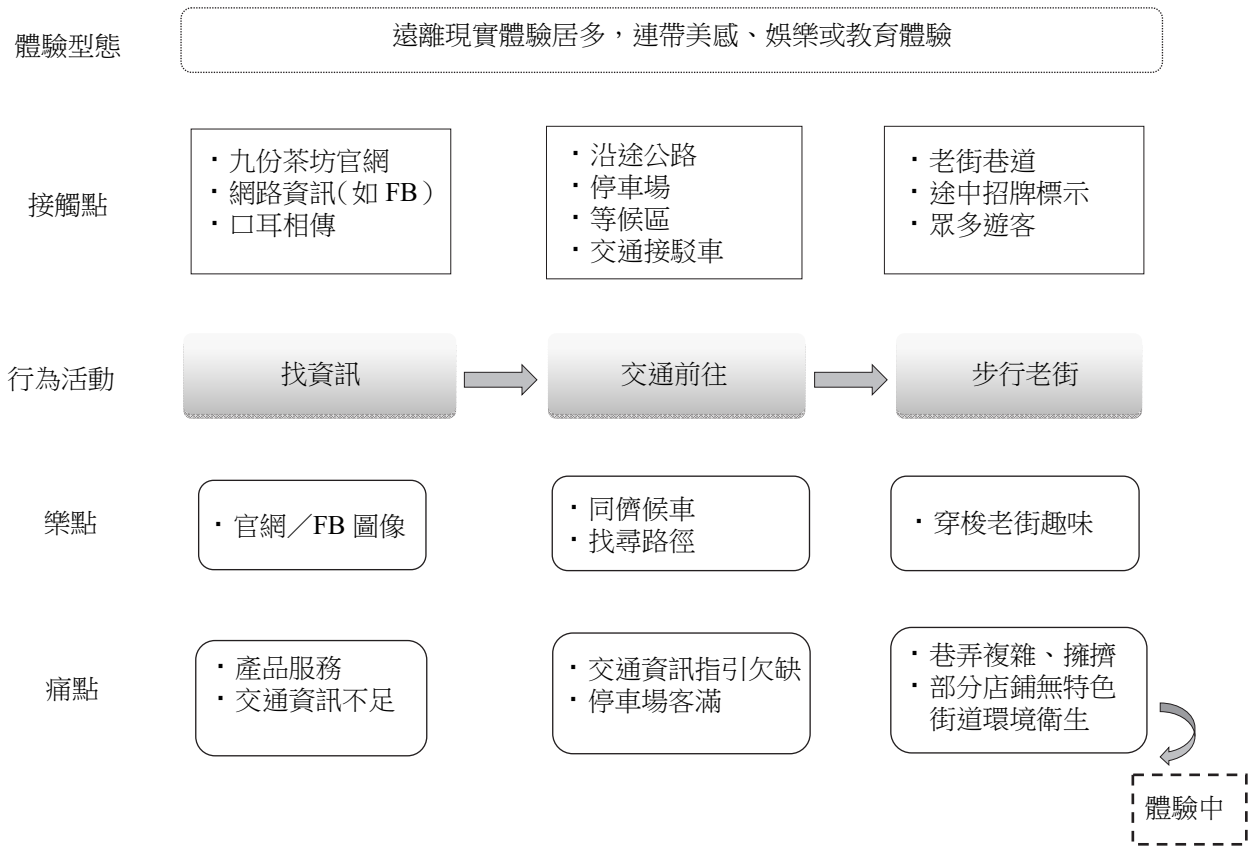 體驗型態
遠離現實體驗居多，連帶美感、娛樂或教育體驗
接觸點
・九份茶坊官網
・網路資訊（如 FB）
・口耳相傳
・沿途公路
・停車場
・等候區
・交通接駁車
・老街巷道
・途中招牌標示
・眾多遊客
行為活動
找資訊
交通前往
步行老街
樂點
・官網／FB 圖像
・同儕候車
・找尋路徑
・穿梭老街趣味
痛點
・產品服務
・交通資訊不足
・交通資訊指引欠缺
・停車場客滿
・巷弄複雜、擁擠
・部分店鋪無特色
街道環境衛生
體驗中